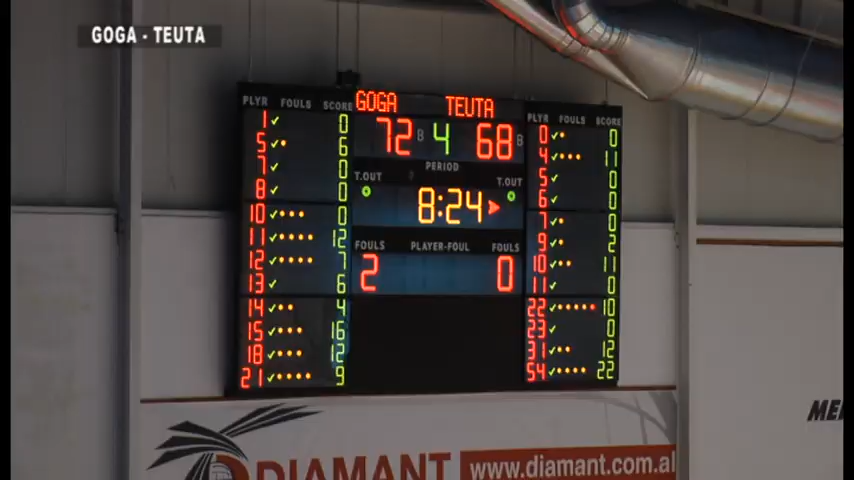 GOGA - TEUTA
PLYR FOULS SCORE
1 0
5 6
7 0
8 0
10 0
11 12
12 7
13 6
14 4
15 16
18 12
21 9
GOGA TEUTA
72 B 4 68 B
PERIOD
T.OUT T.OUT
8:24
FOULS PLAYER-FOUL FOULS
2 0
PLYR FOULS SCORE
0 0
4 11
5 0
6 0
7 0
9 2
10 11
11 0
22 10
23 0
31 12
54 22
DIAMANT www.diamant.com.al